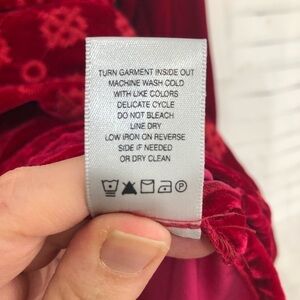 TURN GARMENT INSIDE OUT
MACHINE WASH COLD
WITH LIKE COLORS
DELICATE CYCLE
DO NOT BLEACH
LINE DRY
LOW IRON ON REVERSE
SIDE IF NEEDED
OR DRY CLEAN
P